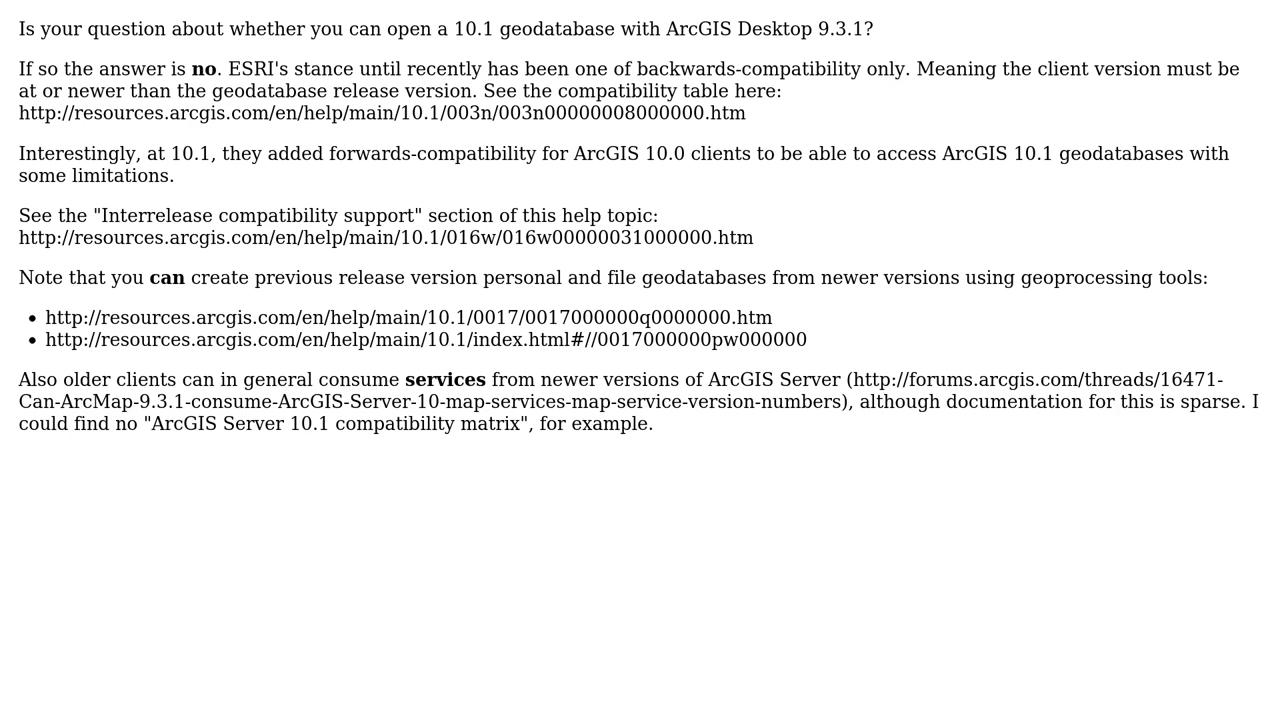 Is your question about whether you can open a 10.1 geodatabase with ArcGIS Desktop 9.3.1?
If so the answer is no. ESRI's stance until recently has been one of backwards-compatibility only. Meaning the client version must be
at or newer than the geodatabase release version. See the compatibility table here:
http://resources.arcgis.com/en/help/main/10.1/003n/003n00000008000000.htm
Interestingly, at 10.1, they added forwards-compatibility for ArcGIS 10.0 clients to be able to access ArcGIS 10.1 geodatabases with
some limitations.
See the "Interrelease compatibility support" section of this help topic:
http://resources.arcgis.com/en/help/main/10.1/016w/016w00000031000000.htm
Note that you can create previous release version personal and file geodatabases from newer versions using geoprocessing tools:
• http://resources.arcgis.com/en/help/main/10.1/0017/0017000000q0000000.htm
• http://resources.arcgis.com/en/help/main/10.1/index.html#//0017000000pw000000
Also older clients can in general consume services from newer versions of ArcGIS Server (http://forums.arcgis.com/threads/16471-
Can-ArcMap-9.3.1-consume-ArcGIS-Server-10-map-services-map-service-version-numbers), although documentation for this is sparse. I
could find no "ArcGIS Server 10.1 compatibility matrix", for example.